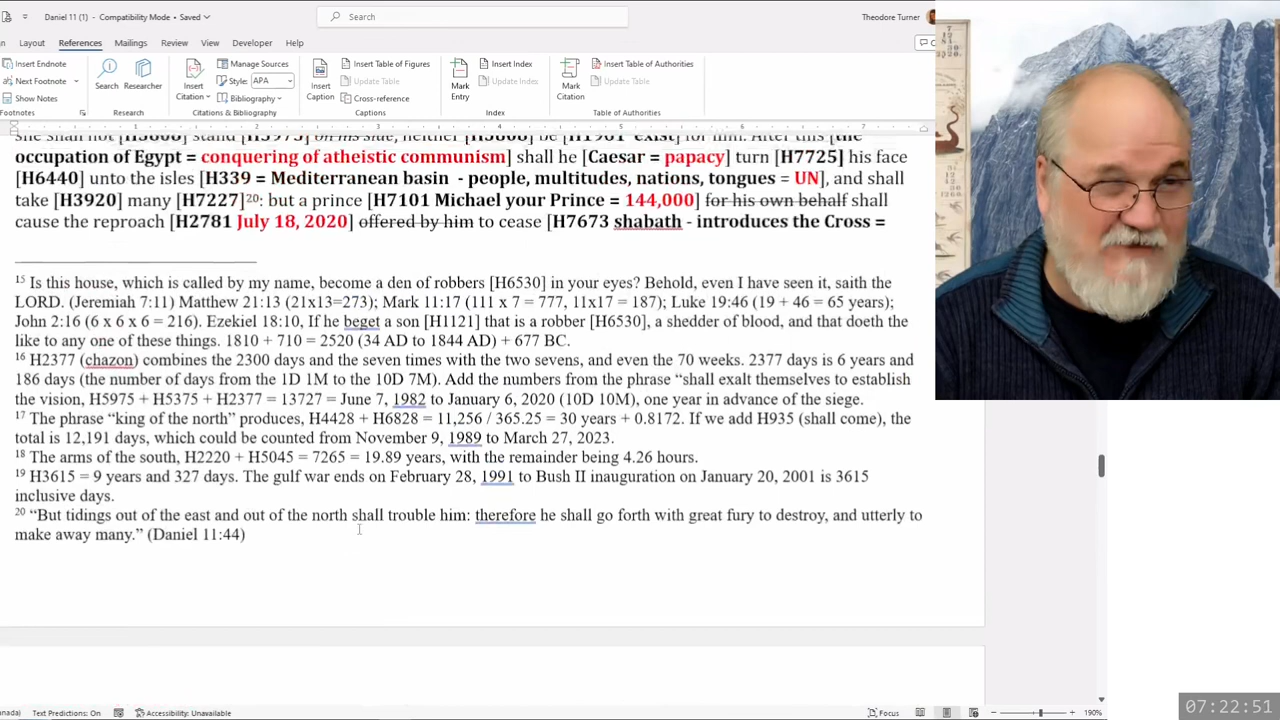 Daniel 11 (1) - Compatibility Mode • Saved
Search
Theodore Turner
Layout References Mailings Review View Developer Help
Insert Endnote
Next Footnote
Show Notes
Footnotes
Search
Researcher
Research
Insert Citation
Manage Sources
Style: APA
Bibliography
Citations & Bibliography
Insert Caption
Insert Table of Figures
Update Table
Cross-reference
Captions
Mark Entry
Insert Index
Update Index
Index
Mark Citation
Insert Table of Authorities
Update Table
Table of Authorities
1 2 3 4 5 6 7
occupation of Egypt = conquering of atheistic communism] shall he [Caesar = papacy] turn [H7725] his face
[H6440] unto the isles [H339 = Mediterranean basin - people, multitudes, nations, tongues = UN], and shall
take [H3920] many [H7227]20: but a prince [H7101 Michael your Prince = 144,000] for his own behalf shall
cause the reproach [H2781 July 18, 2020] offered by him to cease [H7673 shabath - introduces the Cross =
15 Is this house, which is called by my name, become a den of robbers [H6530] in your eyes? Behold, even I have seen it, saith the
LORD. (Jeremiah 7:11) Matthew 21:13 (21x13=273); Mark 11:17 (111 x 7 = 777, 11x17 = 187); Luke 19:46 (19 + 46 = 65 years);
John 2:16 (6 x 6 x 6 = 216). Ezekiel 18:10, If he beget a son [H1121] that is a robber [H6530], a shedder of blood, and that doeth the
like to any one of these things. 1810 + 710 = 2520 (34 AD to 1844 AD) + 677 BC.
16 H2377 (chazon) combines the 2300 days and the seven times with the two sevens, and even the 70 weeks. 2377 days is 6 years and
186 days (the number of days from the 1D 1M to the 10D 7M). Add the numbers from the phrase “shall exalt themselves to establish
the vision, H5975 + H5375 + H2377 = 13727 = June 7, 1982 to January 6, 2020 (10D 10M), one year in advance of the siege.
17 The phrase “king of the north” produces, H4428 + H6828 = 11,256 / 365.25 = 30 years + 0.8172. If we add H935 (shall come), the
total is 12,191 days, which could be counted from November 9, 1989 to March 27, 2023.
18 The arms of the south, H2220 + H5045 = 7265 = 19.89 years, with the remainder being 4.26 hours.
19 H3615 = 9 years and 327 days. The gulf war ends on February 28, 1991 to Bush II inauguration on January 20, 2001 is 3615
inclusive days.
20 “But tidings out of the east and out of the north shall trouble him: therefore he shall go forth with great fury to destroy, and utterly to
make away many.” (Daniel 11:44)
nada) Text Predictions: On Accessibility: Unavailable Focus 190%
07:22:51